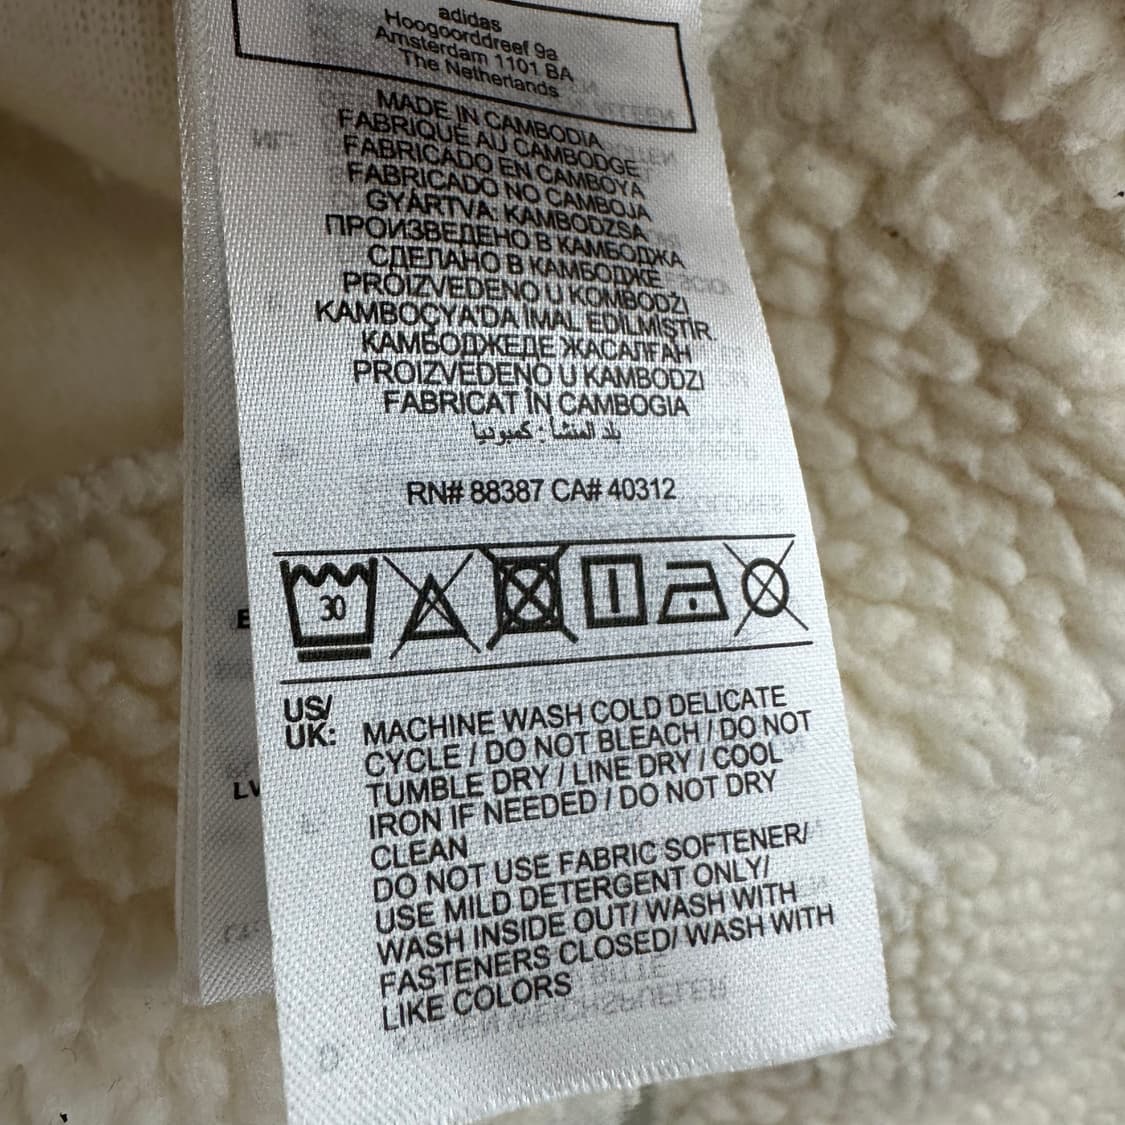 adidas
Hoogoorddreef 9a
Amsterdam 1101 BA
The Netherlands
MADE IN CAMBODIA
FABRIQUÉ AU CAMBODGE
FABRICADO EN CAMBOYA
FABRICADO NO CAMBOJA
GYÁRTVA: KAMBODZSA
ПРОИЗВЕДЕНО В КАМБОДЖА
СДЕЛАНО В КАМБОДЖЕ
PROIZVEDENO U KOMBODŽI
KAMBOÇYA'DA İMAL EDİLMİŞTİR.
КАМБОДЖЕДЕ ЖАСАЛҒАН
PROIZVEDENO U KAMBODŽI
FABRICAT ÎN CAMBOGIA
بلد المنشأ : كمبوديا
RN# 88387 CA# 40312
30
US/
UK:
MACHINE WASH COLD DELICATE
CYCLE / DO NOT BLEACH / DO NOT
TUMBLE DRY / LINE DRY / COOL
IRON IF NEEDED / DO NOT DRY
CLEAN
DO NOT USE FABRIC SOFTENER/
USE MILD DETERGENT ONLY/
WASH INSIDE OUT/ WASH WITH
FASTENERS CLOSED/ WASH WITH
LIKE COLORS